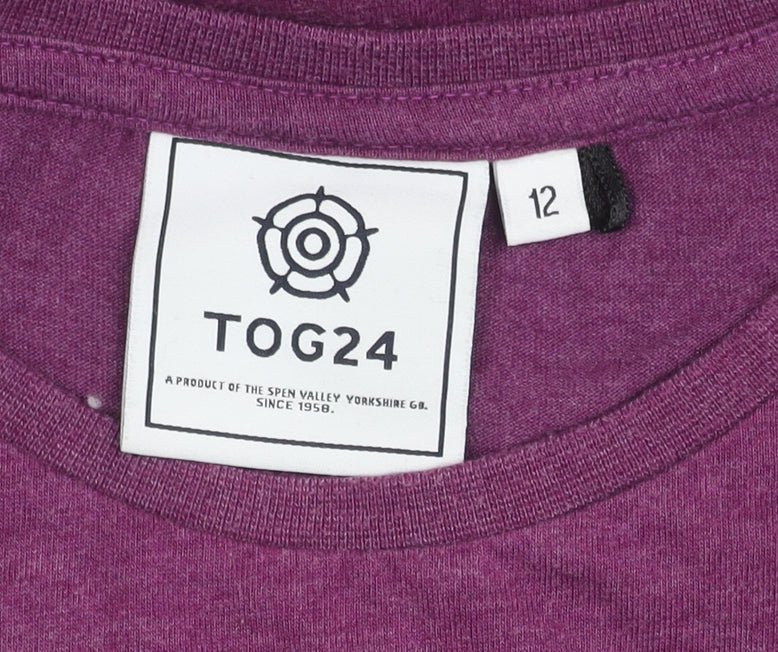 TOG24
A PRODUCT OF THE SPEN VALLEY YORKSHIRE GB.
SINCE 1958.
12